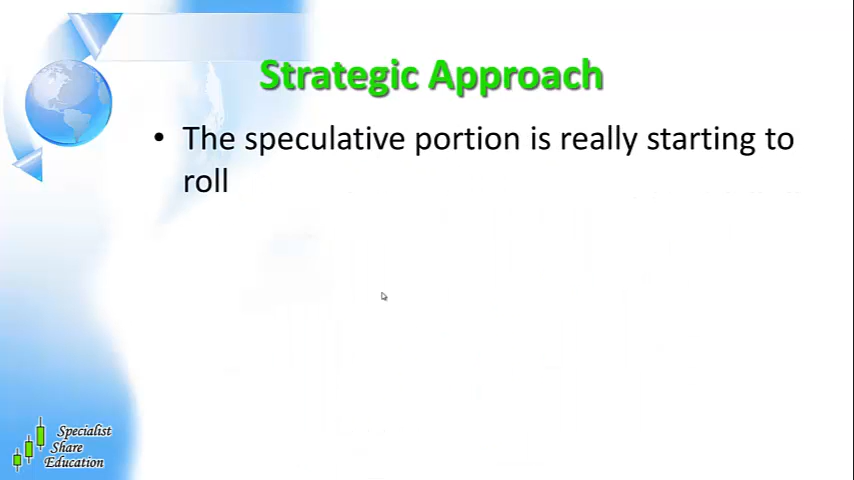 Strategic Approach
• The speculative portion is really starting to
roll
Specialist
Share
Education